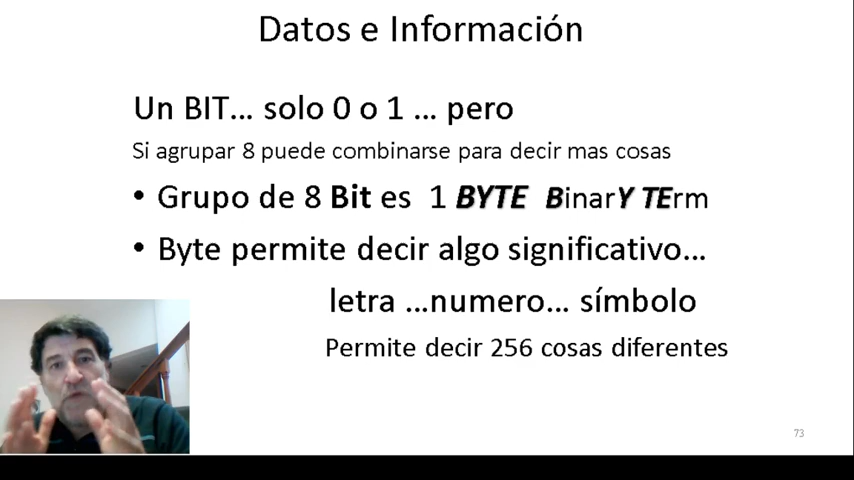 Datos e Información
Un BIT... solo 0 o 1 ... pero
Si agrupar 8 puede combinarse para decir mas cosas
• Grupo de 8 Bit es 1 BYTE BinarY TErm
• Byte permite decir algo significativo...
letra ...numero... símbolo
Permite decir 256 cosas diferentes
73